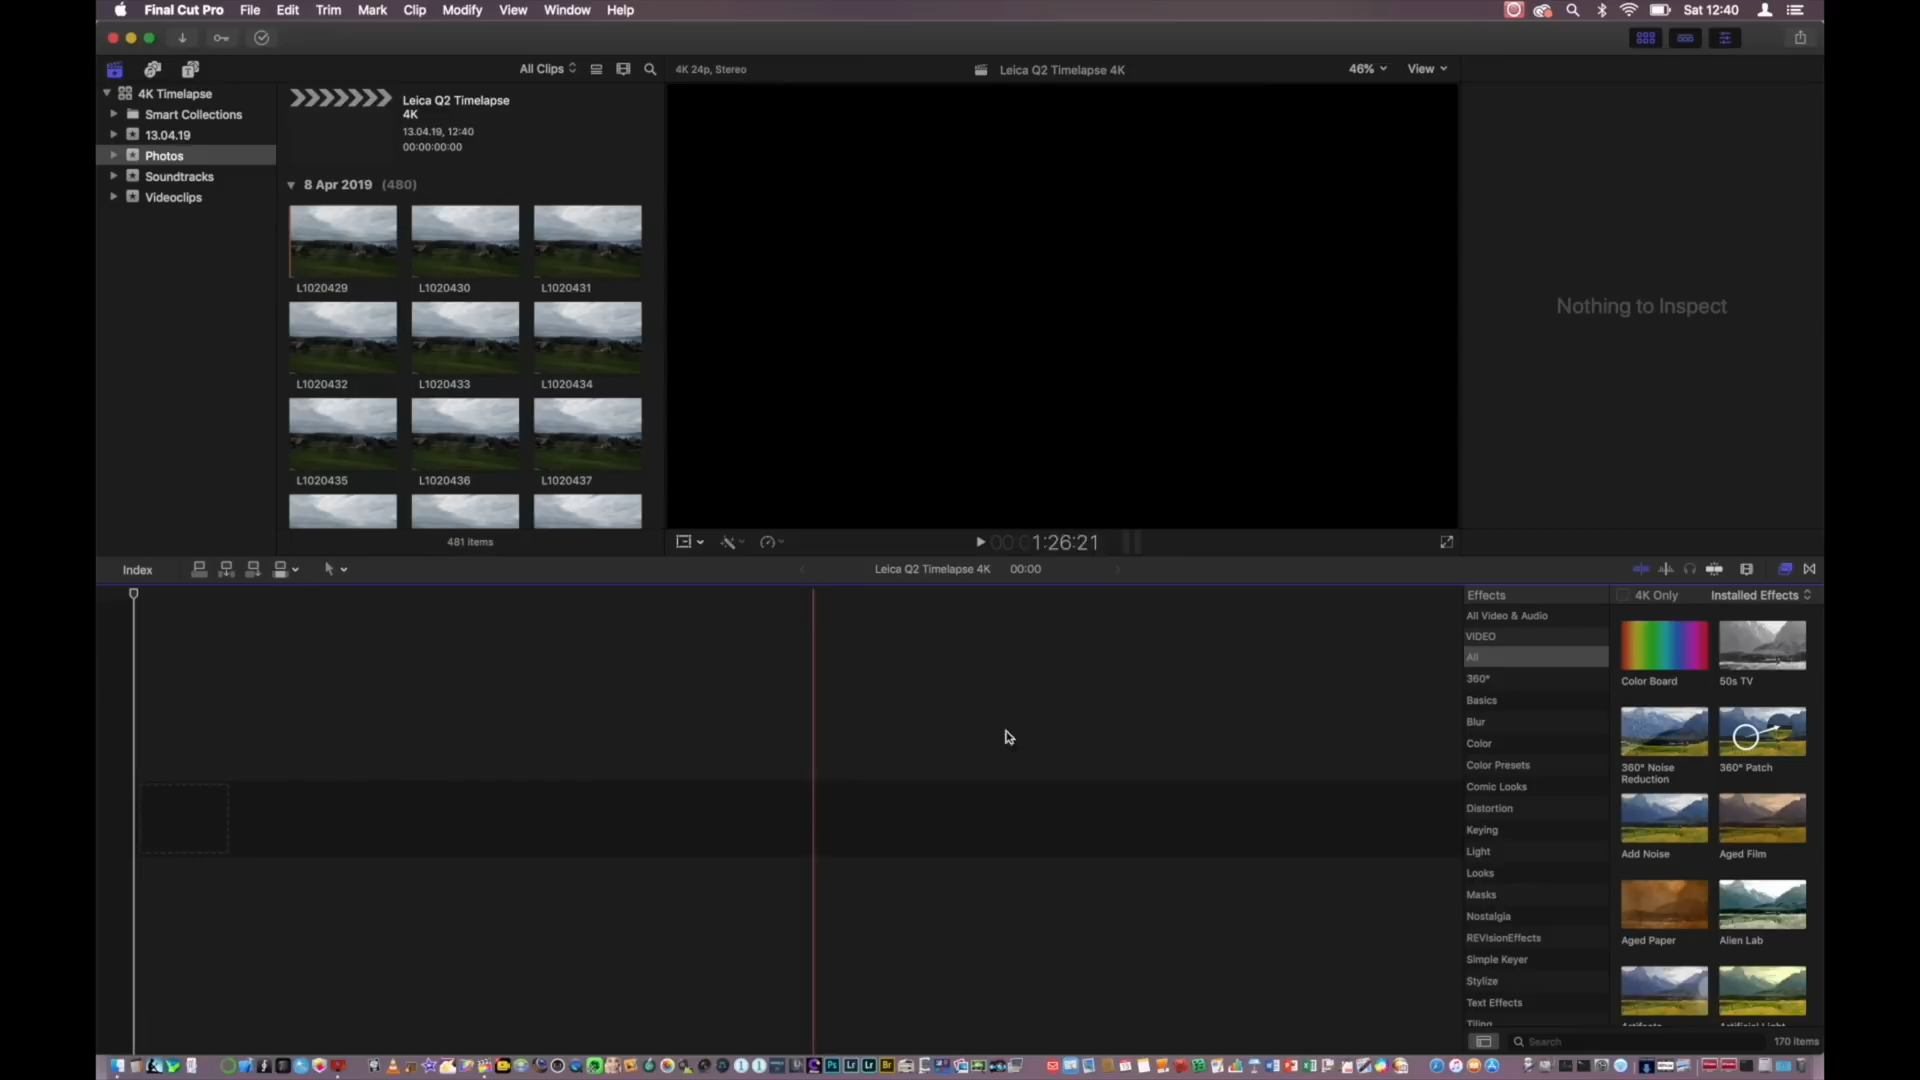 Final Cut Pro File Edit Trim Mark Clip Modify View Window Help Sat 12:40
All Clips 4K 24p, Stereo Leica Q2 Timelapse 4K 46% View
4K Timelapse
Smart Collections
13.04.19
Photos
Soundtracks
Videoclips
Leica Q2 Timelapse
4K
13.04.19, 12:40
00:00:00:00
8 Apr 2019 (480)
L1020429 L1020430 L1020431
L1020432 L1020433 L1020434
L1020435 L1020436 L1020437
481 items
1:26:21
Nothing to Inspect
Index Leica Q2 Timelapse 4K 00:00
Effects 4K Only Installed Effects
All Video & Audio
VIDEO
All
360°
Basics
Blur
Color
Color Presets
Comic Looks
Distortion
Keying
Light
Looks
Masks
Nostalgia
REVisionEffects
Simple Keyer
Stylize
Text Effects
Tiling
Color Board 50s TV
360° Noise
Reduction
360° Patch
Add Noise Aged Film
Aged Paper Alien Lab
Artifacts Artificial Light
Search 170 items